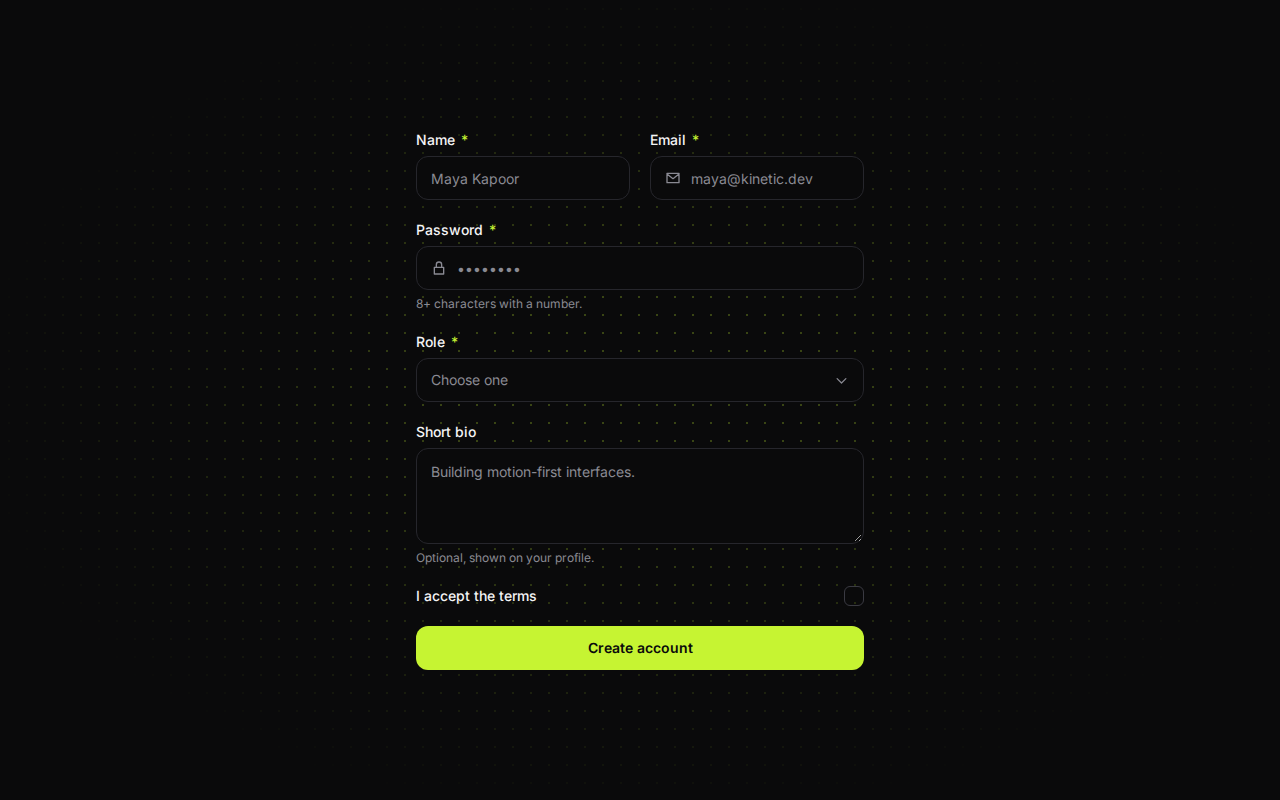 Name *
Email *
Maya Kapoor
maya@kinetic.dev
Password *
••••••••
8+ characters with a number.
Role *
Choose one
Short bio
Building motion-first interfaces.
Optional, shown on your profile.
I accept the terms
Create account